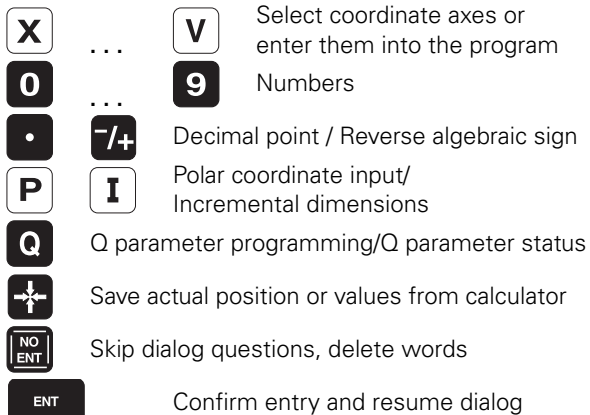 X ... V Select coordinate axes or
enter them into the program
0 ... 9 Numbers
· -/+ Decimal point / Reverse algebraic sign
P I Polar coordinate input/
Incremental dimensions
Q Q parameter programming/Q parameter status
Save actual position or values from calculator
NO
ENT Skip dialog questions, delete words
ENT Confirm entry and resume dialog